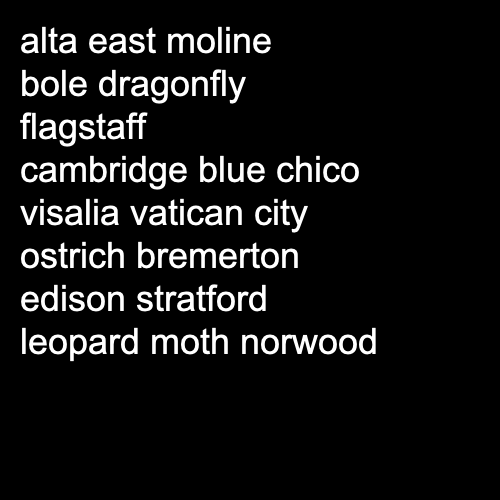 alta east moline
bole dragonfly
flagstaff
cambridge blue chico
visalia vatican city
ostrich bremerton
edison stratford
leopard moth norwood